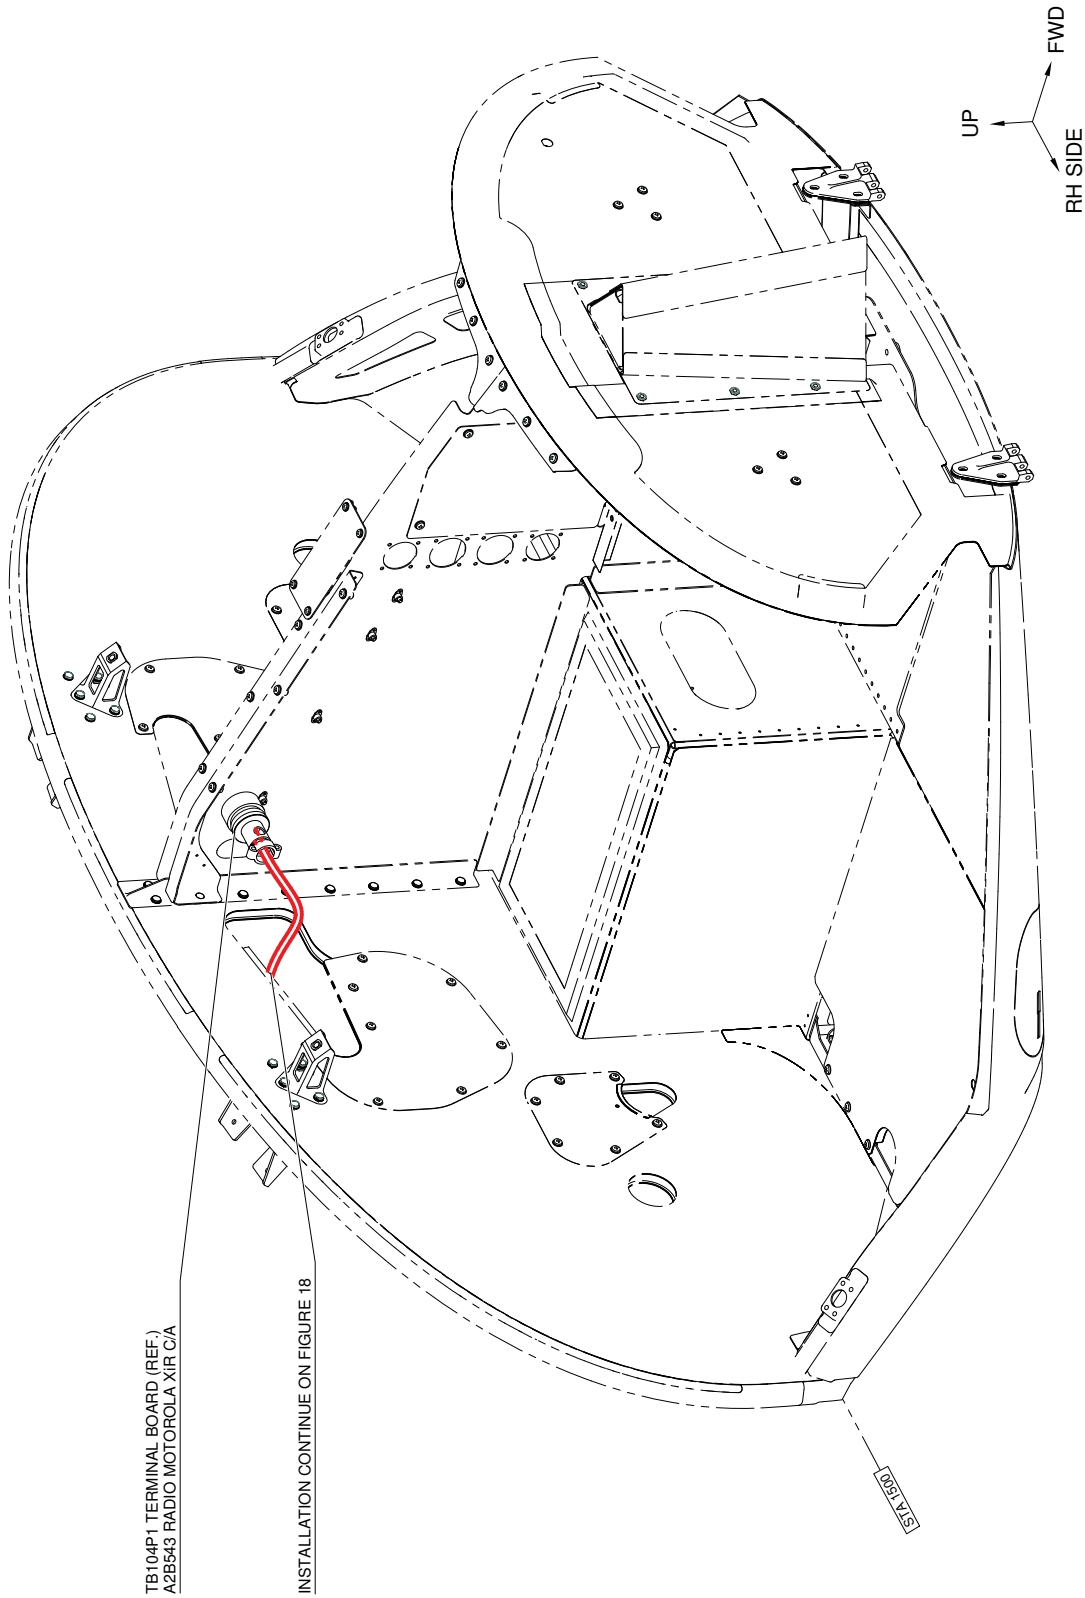 TB104P1 TERMINAL BOARD (REF.)
A2B543 RADIO MOTOROLA XiR C/A
INSTALLATION CONTINUE ON FIGURE 18
STA 1500
UP
FWD
RH SIDE